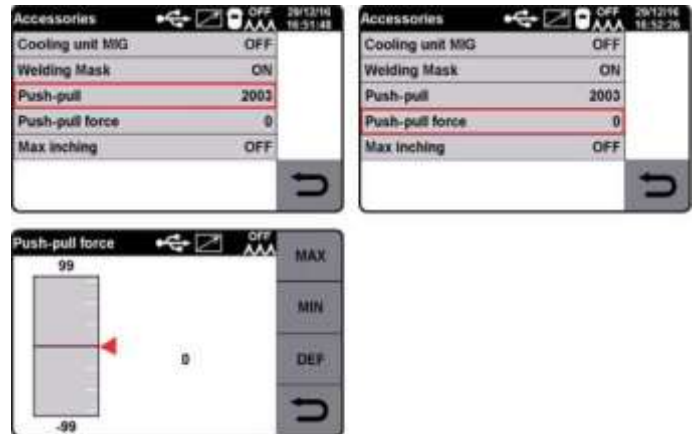 Accessories OFF 29/12/16 16:51:48
Cooling unit MIG OFF
Welding Mask ON
Push-pull 2003
Push-pull force 0
Max inching OFF
Accessories OFF 29/12/16 16:52:26
Cooling unit MIG OFF
Welding Mask ON
Push-pull 2003
Push-pull force 0
Max inching OFF
Push-pull force OFF
99
0
-99
MAX
MIN
DEF